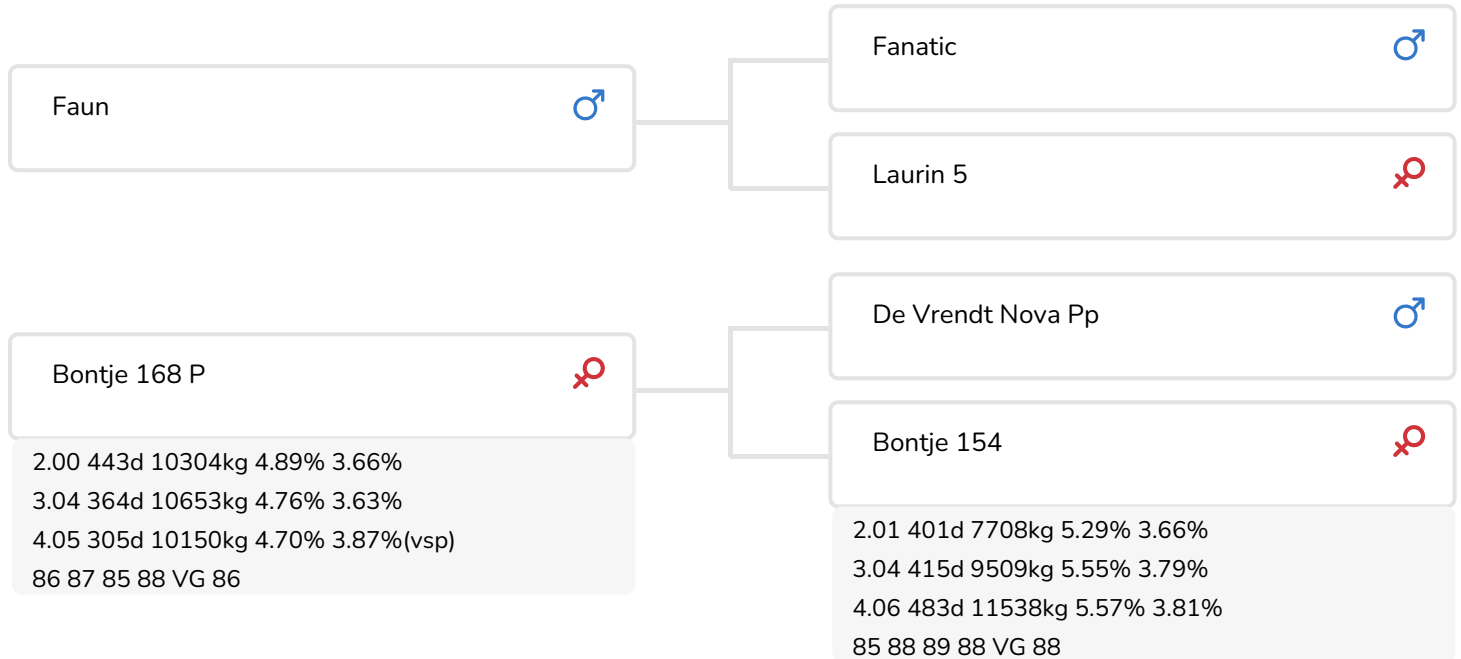 Faun
Fanatic
Laurin 5
Bontje 168 P
2.00 443d 10304kg 4.89% 3.66%
3.04 364d 10653kg 4.76% 3.63%
4.05 305d 10150kg 4.70% 3.87%(vsp)
86 87 85 88 VG 86
De Vrendt Nova Pp
Bontje 154
2.01 401d 7708kg 5.29% 3.66%
3.04 415d 9509kg 5.55% 3.79%
4.06 483d 11538kg 5.57% 3.81%
85 88 89 88 VG 88